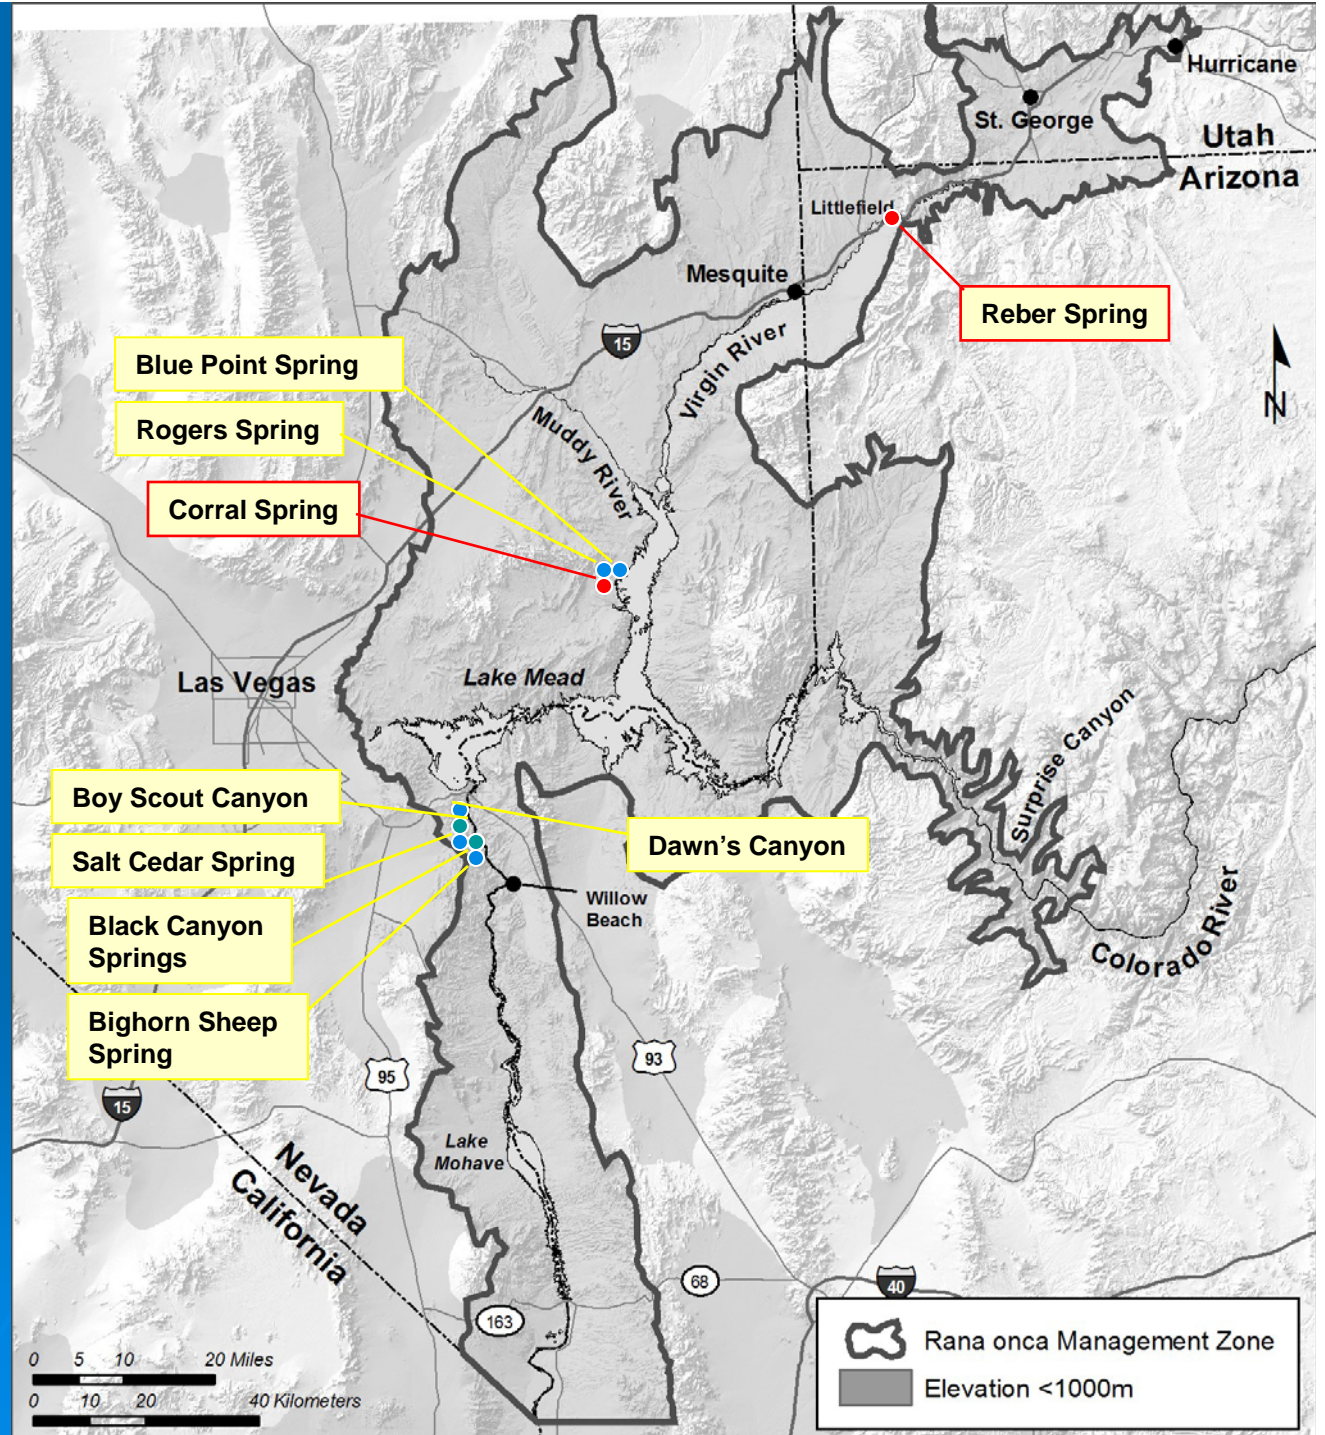 Hurricane
St. George
Utah
Arizona
Littlefield
Mesquite
Reber Spring
15
Virgin River
Blue Point Spring
N
Rogers Spring
Muddy River
Corral Spring
Las Vegas
Lake Mead
Surprise Canyon
Boy Scout Canyon
Dawn's Canyon
Salt Cedar Spring
Willow
Beach
Black Canyon
Springs
Colorado River
Bighorn Sheep
Spring
93
95
15
Lake
Mohave
Nevada
California
68
40
163
Rana onca Management Zone
Elevation <1000m
0 5 10 20 Miles
0 10 20 40 Kilometers